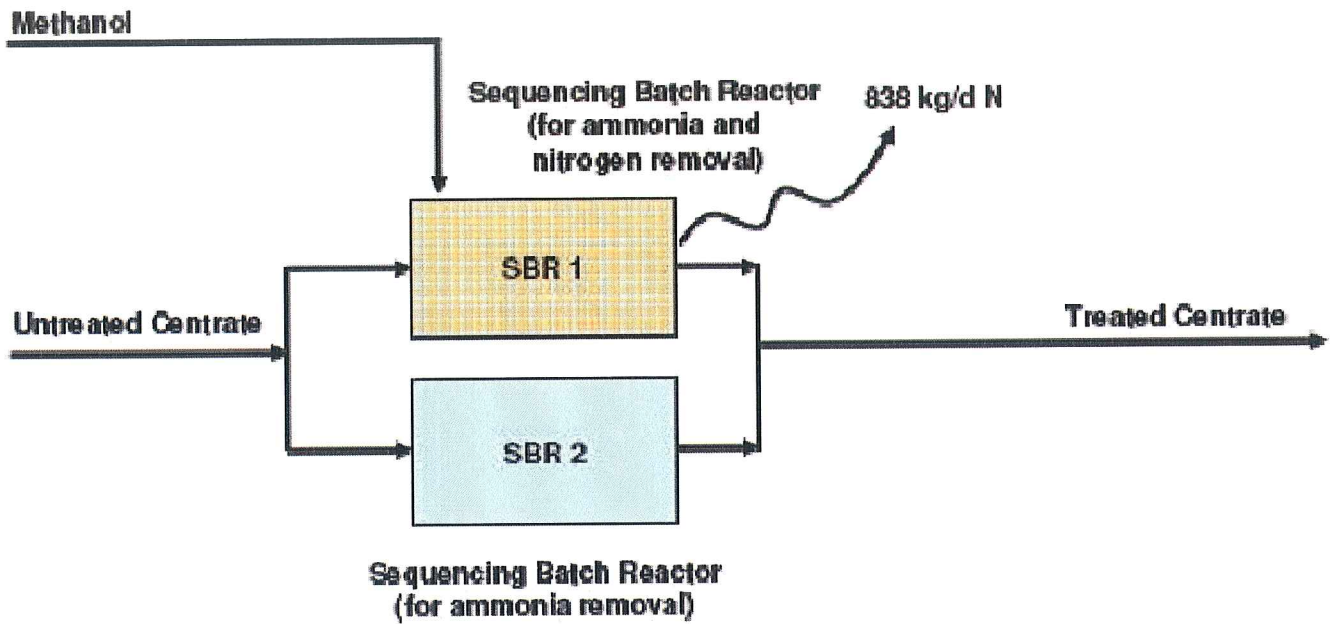 Methanol
Sequencing Batch Reactor
(for ammonia and
nitrogen removal)
838 kg/d N
SBR 1
Untreated Centrate
Treated Centrate
SBR 2
Sequencing Batch Reactor
(for ammonia removal)